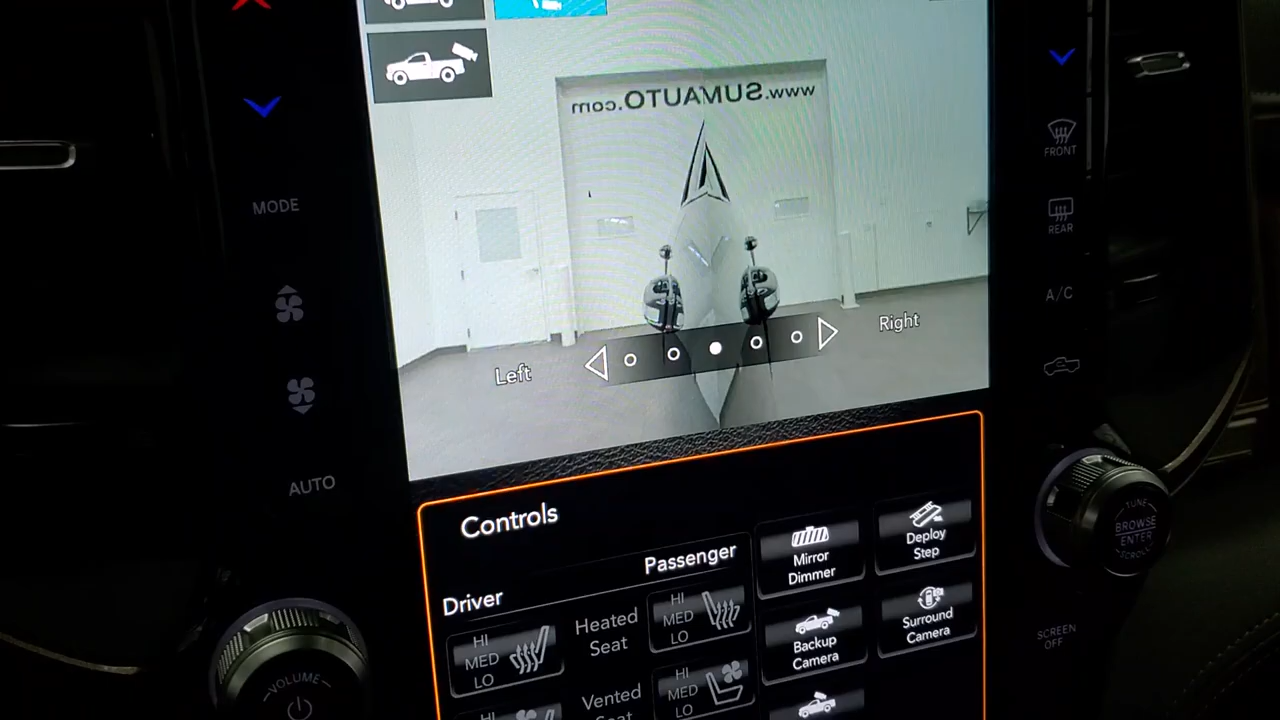 www.SUMAUTO.com
MODE
FRONT
REAR
A/C
Left
Right
AUTO
Controls
Driver
Passenger
HI
MED
LO
Heated
Seat
HI
MED
LO
Mirror
Dimmer
Deploy
Step
Backup
Camera
Surround
Camera
HI
Vented
Seat
HI
MED
LO
VOLUME
TUNE
BROWSE
ENTER
SCROLL
SCREEN
OFF